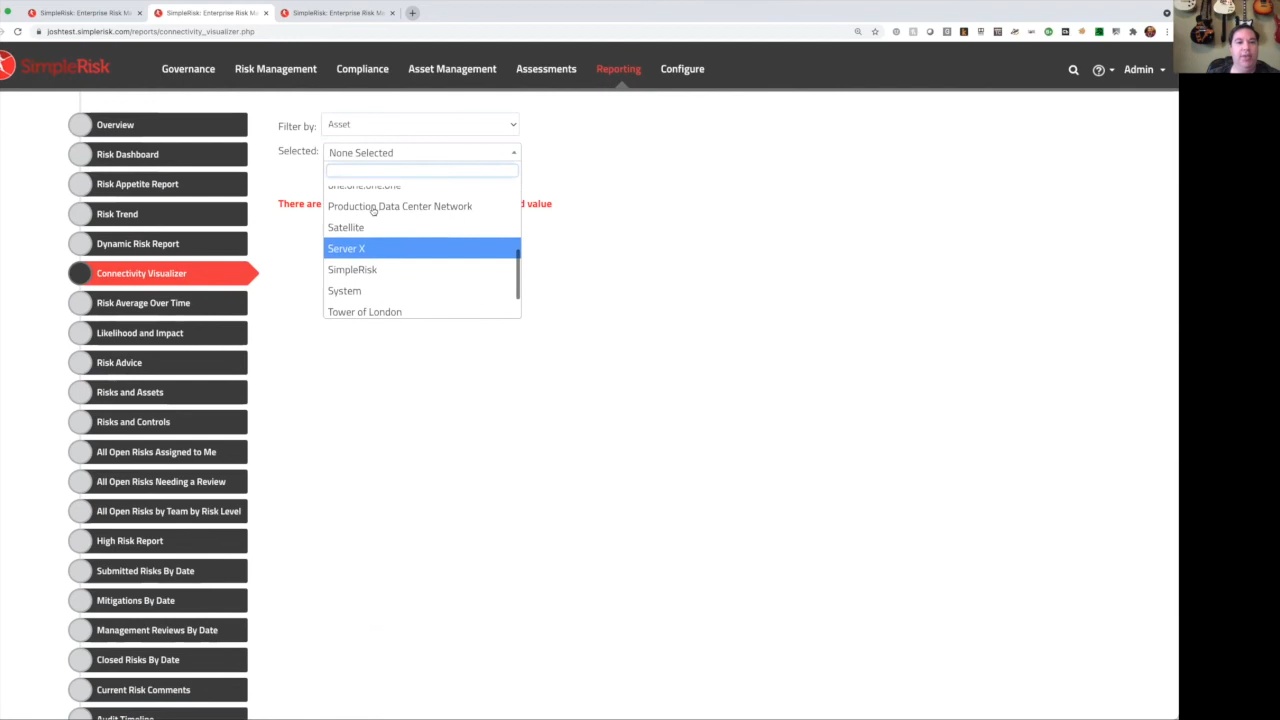 SimpleRisk: Enterprise Risk M
SimpleRisk: Enterprise Risk M
SimpleRisk: Enterprise Risk M
joshtest.simplerisk.com/reports/connectivity_visualizer.php
SimpleRisk
Governance
Risk Management
Compliance
Asset Management
Assessments
Reporting
Configure
Admin
Overview
Risk Dashboard
Risk Appetite Report
Risk Trend
Dynamic Risk Report
Connectivity Visualizer
Risk Average Over Time
Likelihood and Impact
Risk Advice
Risks and Assets
Risks and Controls
All Open Risks Assigned to Me
All Open Risks Needing a Review
All Open Risks by Team by Risk Level
High Risk Report
Submitted Risks By Date
Mitigations By Date
Management Reviews By Date
Closed Risks By Date
Current Risk Comments
Audit Timeline
Filter by: Asset
Selected: None Selected
one.one.one.one
Production Data Center Network
Satellite
Server X
SimpleRisk
System
Tower of London
There are
d value